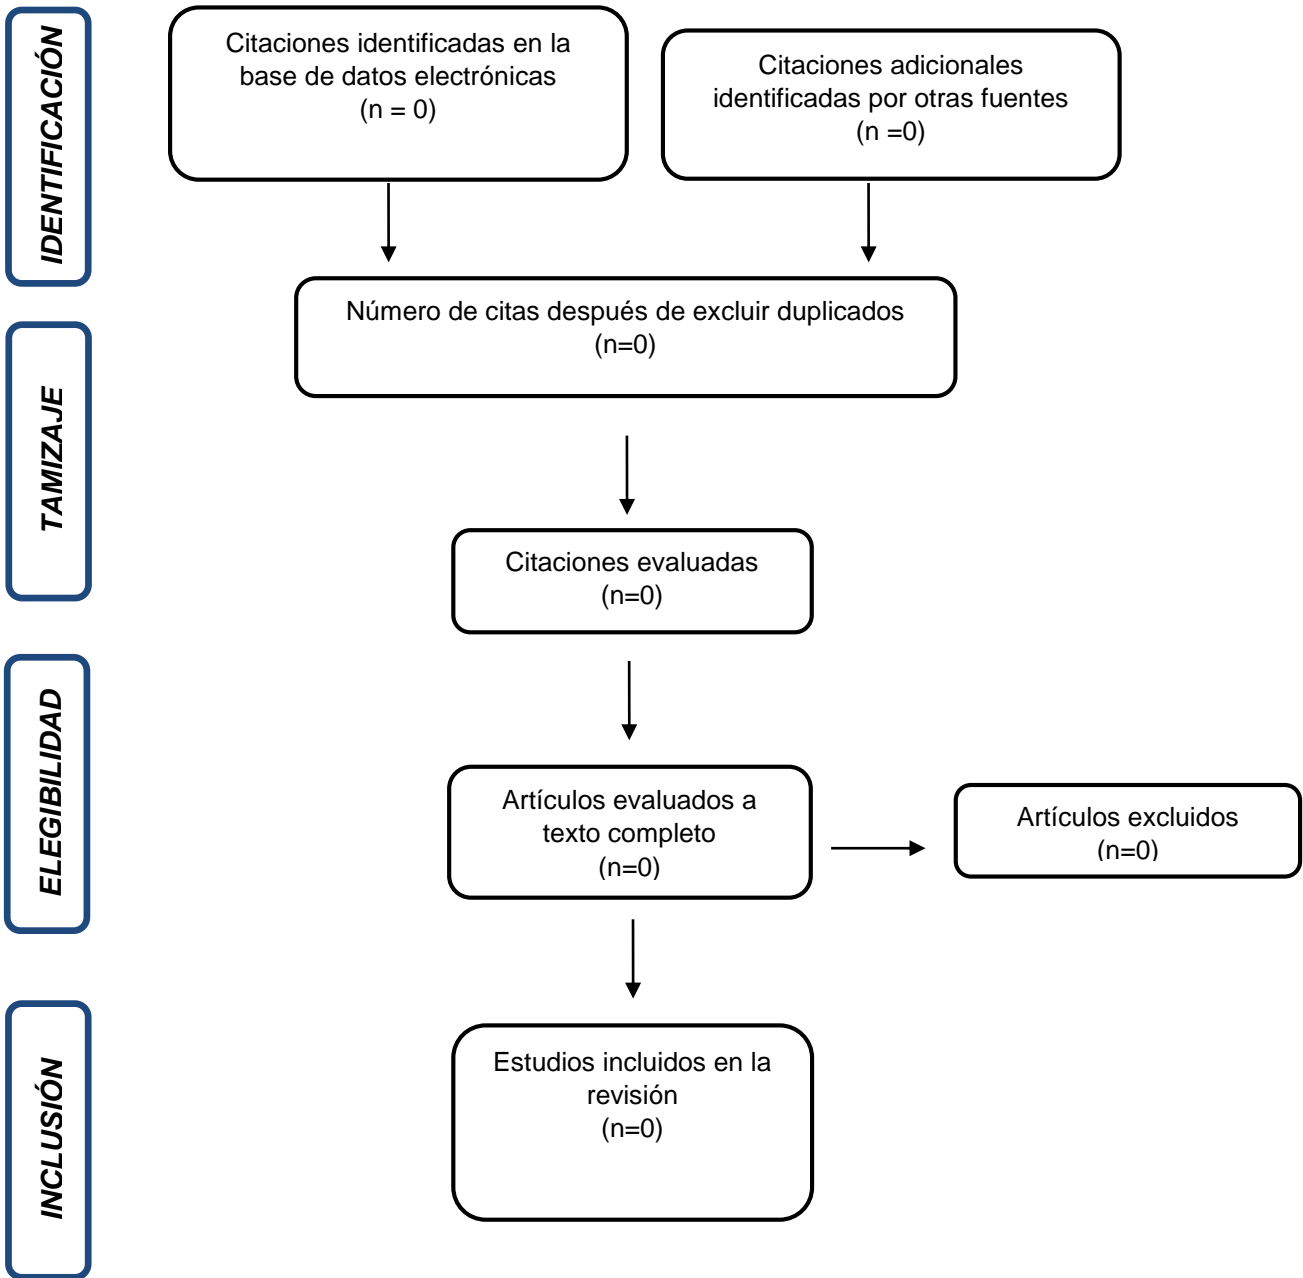 IDENTIFICACIÓN
Citaciones identificadas en la
base de datos electrónicas
(n = 0)
Citaciones adicionales
identificadas por otras fuentes
(n =0)
Número de citas después de excluir duplicados
(n=0)
TAMIZAJE
Citaciones evaluadas
(n=0)
ELEGIBILIDAD
Artículos evaluados a
texto completo
(n=0)
Artículos excluidos
(n=0)
INCLUSIÓN
Estudios incluidos en la
revisión
(n=0)